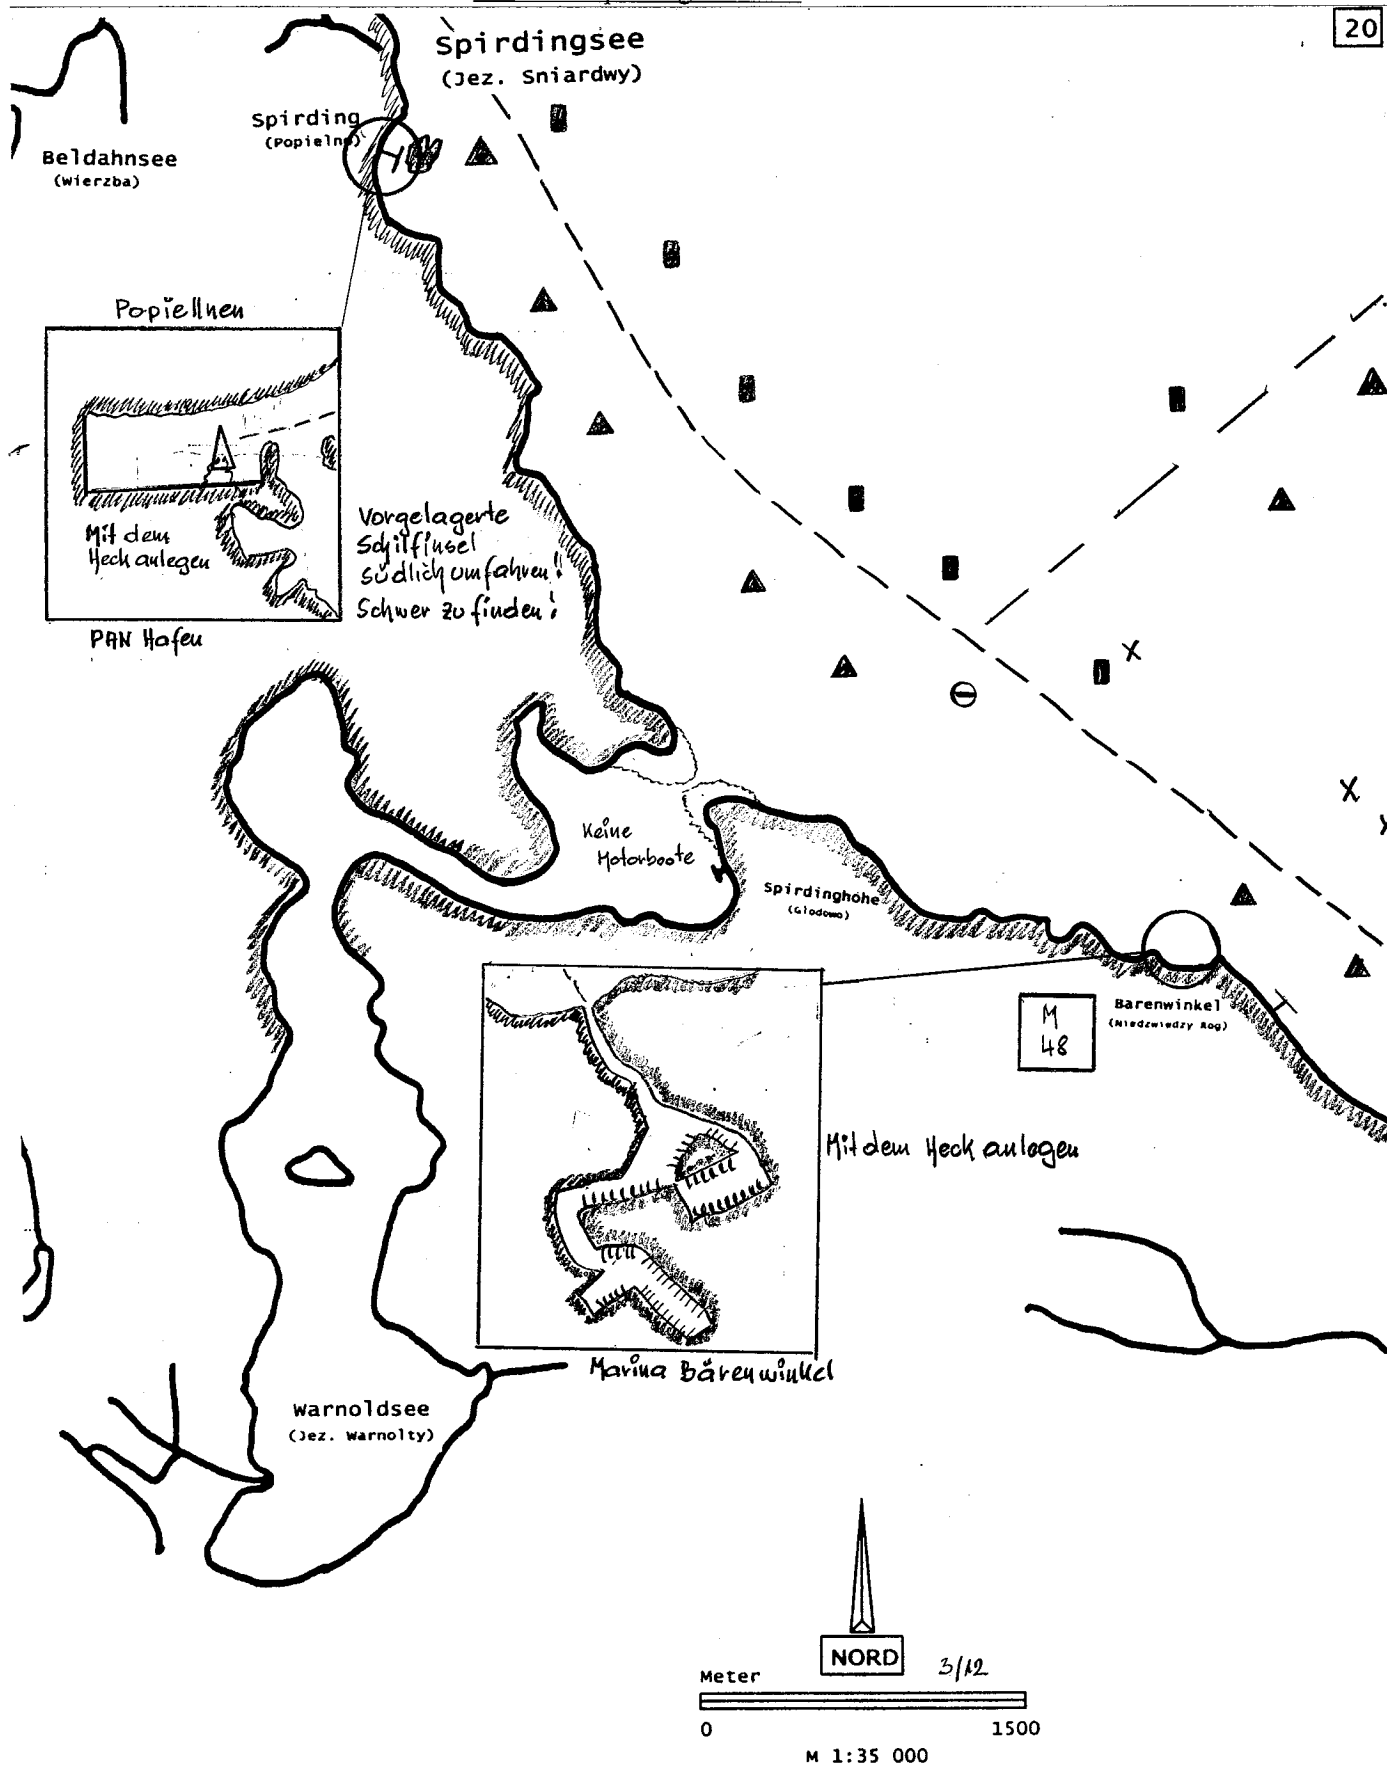 20
Spirdingsee
(Jez. Sniardwy)
Spirding
(Popielno)
Beldahnsee
(Wierzba)
Popiellnen
Mit dem
Heck anlegen
PAN Hafen
Vorgelagerte
Schilfinsel
südlich umfahren!
Schwer zu finden!
Keine
Motorboote
Spirdinghöhe
(Glodowo)
Barenwinkel
(Niedzwiedzy Rog)
M
48
Mit dem Heck anlegen
Marina Bärenwinkel
Warnoldsee
(Jez. Warnolty)
NORD
3/12
Meter
0 1500
M 1:35 000